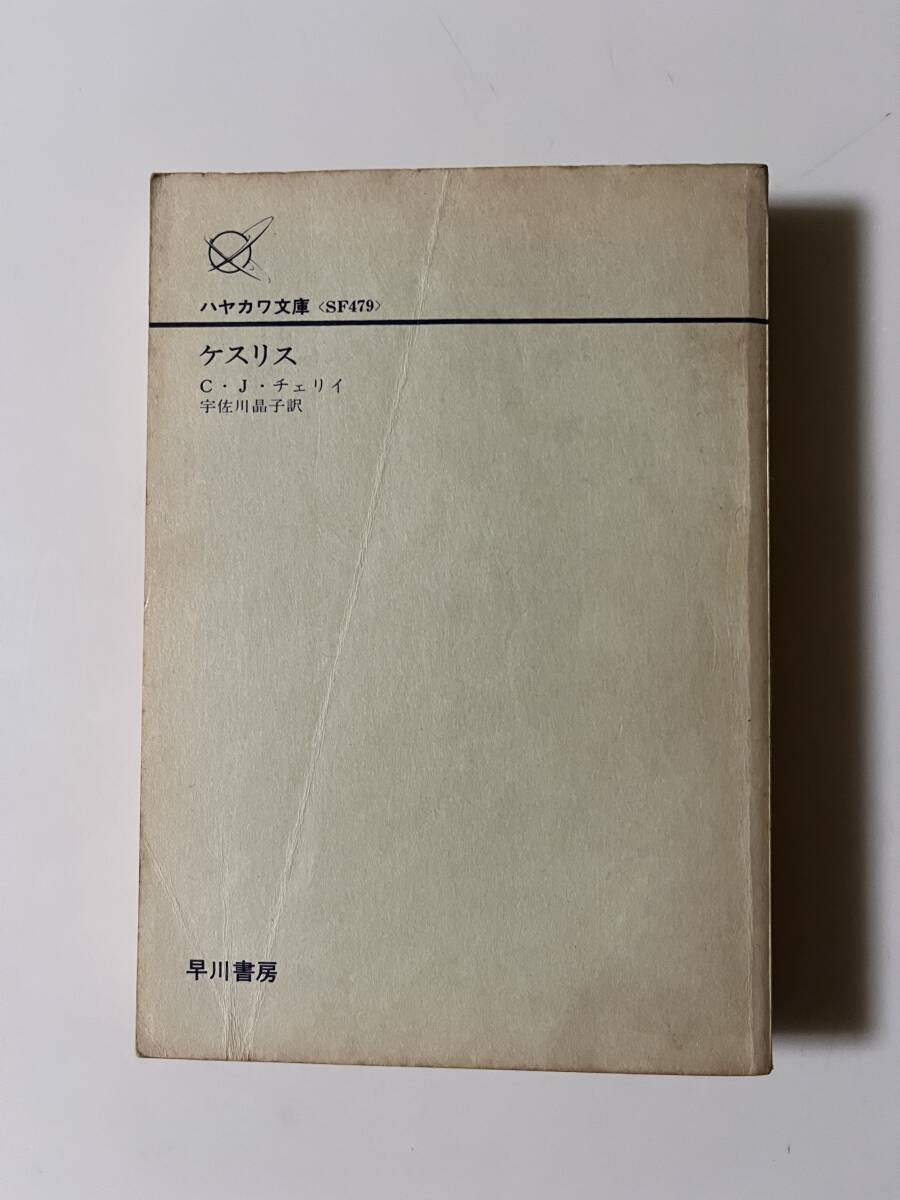 ハヤカワ文庫〈SF479〉
ケスリス
C・J・チェリイ
宇佐川晶子訳
早川書房